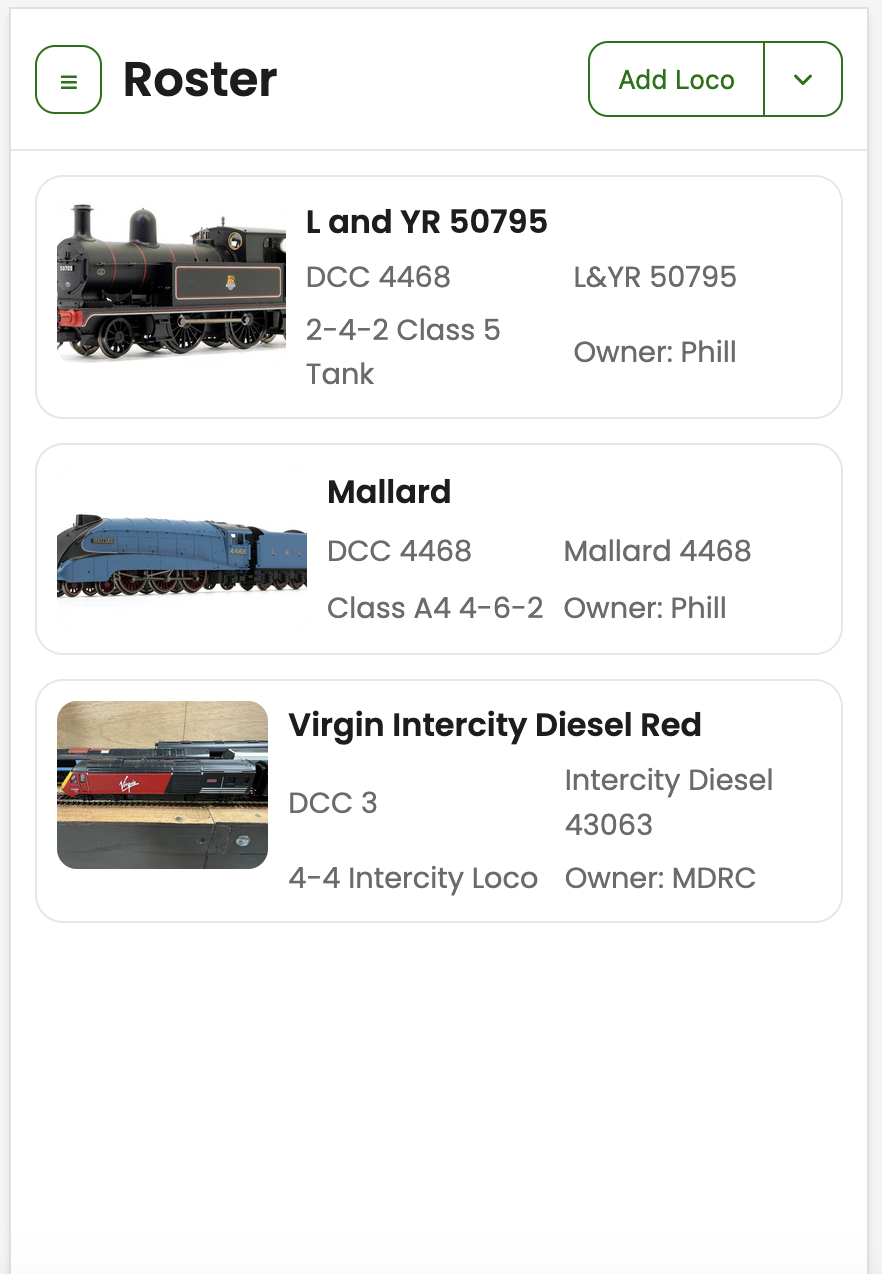 Roster
Add Loco
L and YR 50795
DCC 4468
L&YR 50795
2-4-2 Class 5
Tank
Owner: Phill
Mallard
DCC 4468
Mallard 4468
Class A4 4-6-2
Owner: Phill
4468
Virgin Intercity Diesel Red
DCC 3
Intercity Diesel
43063
4-4 Intercity Loco
Owner: MDRC
Virgin